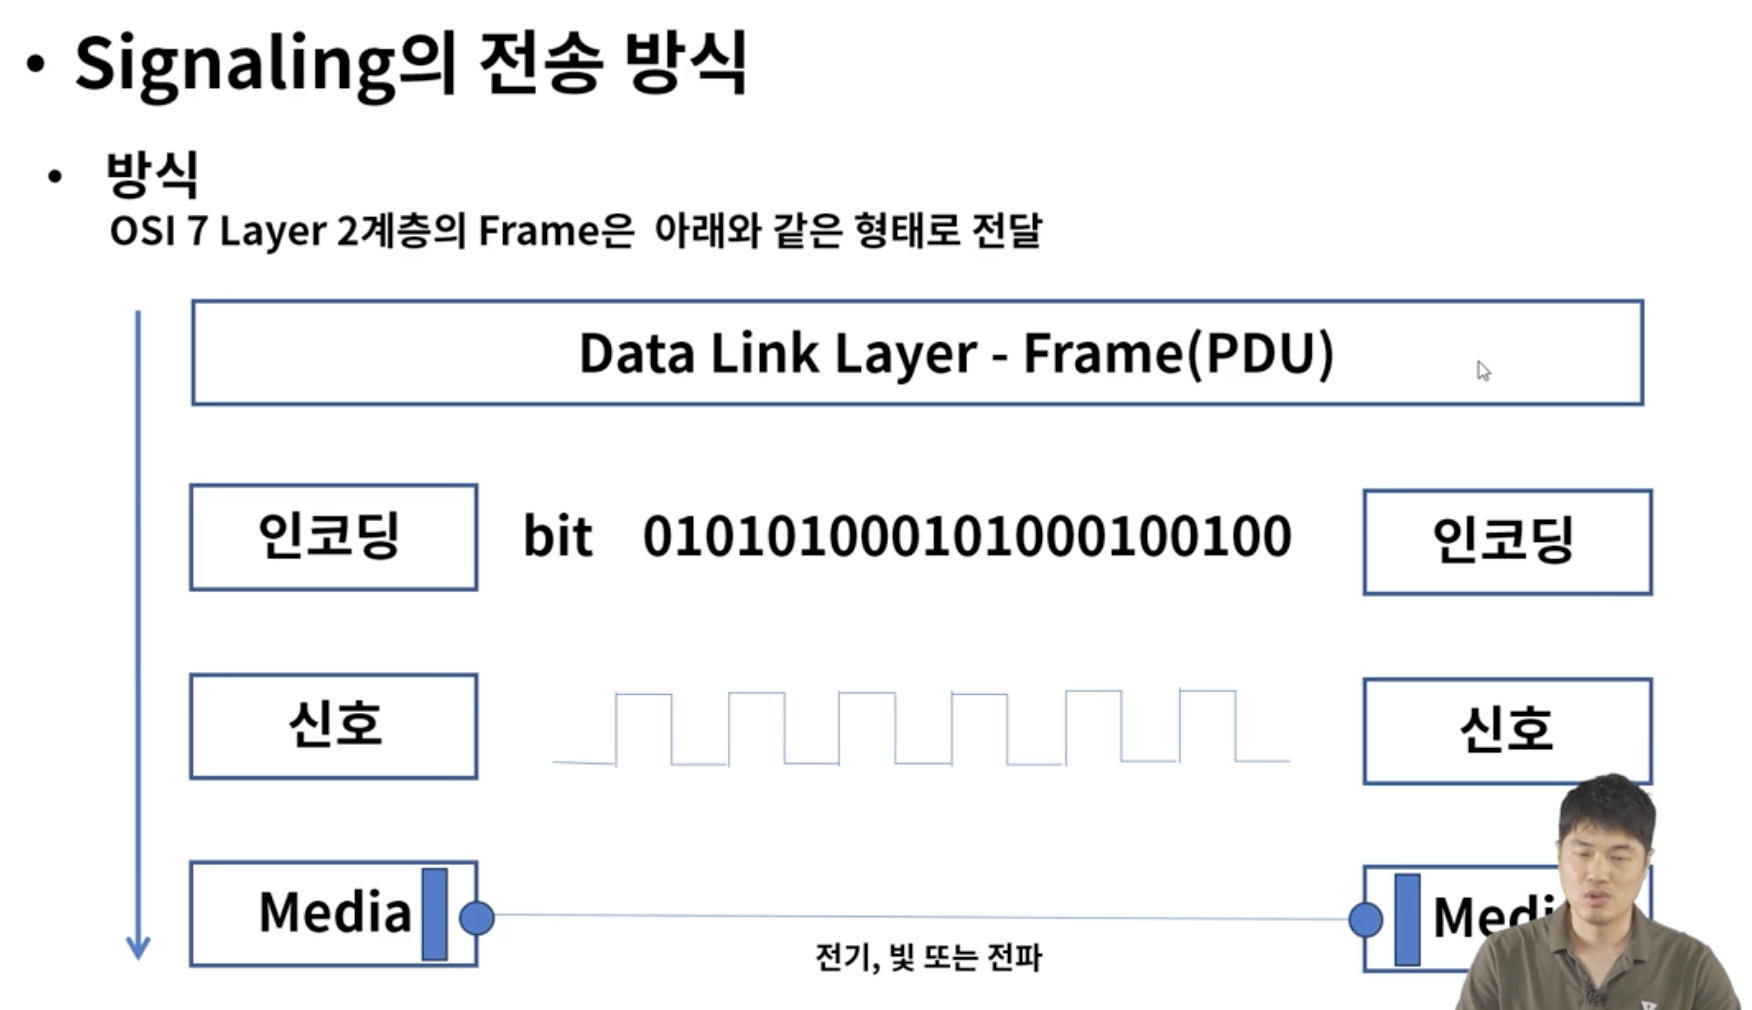 • Signaling의 전송 방식
• 방식
OSI 7 Layer 2계층의 Frame은 아래와 같은 형태로 전달
Data Link Layer - Frame(PDU)
인코딩 bit 010101000101000100100 인코딩
신호 신호
Media
전기, 빛 또는 전파